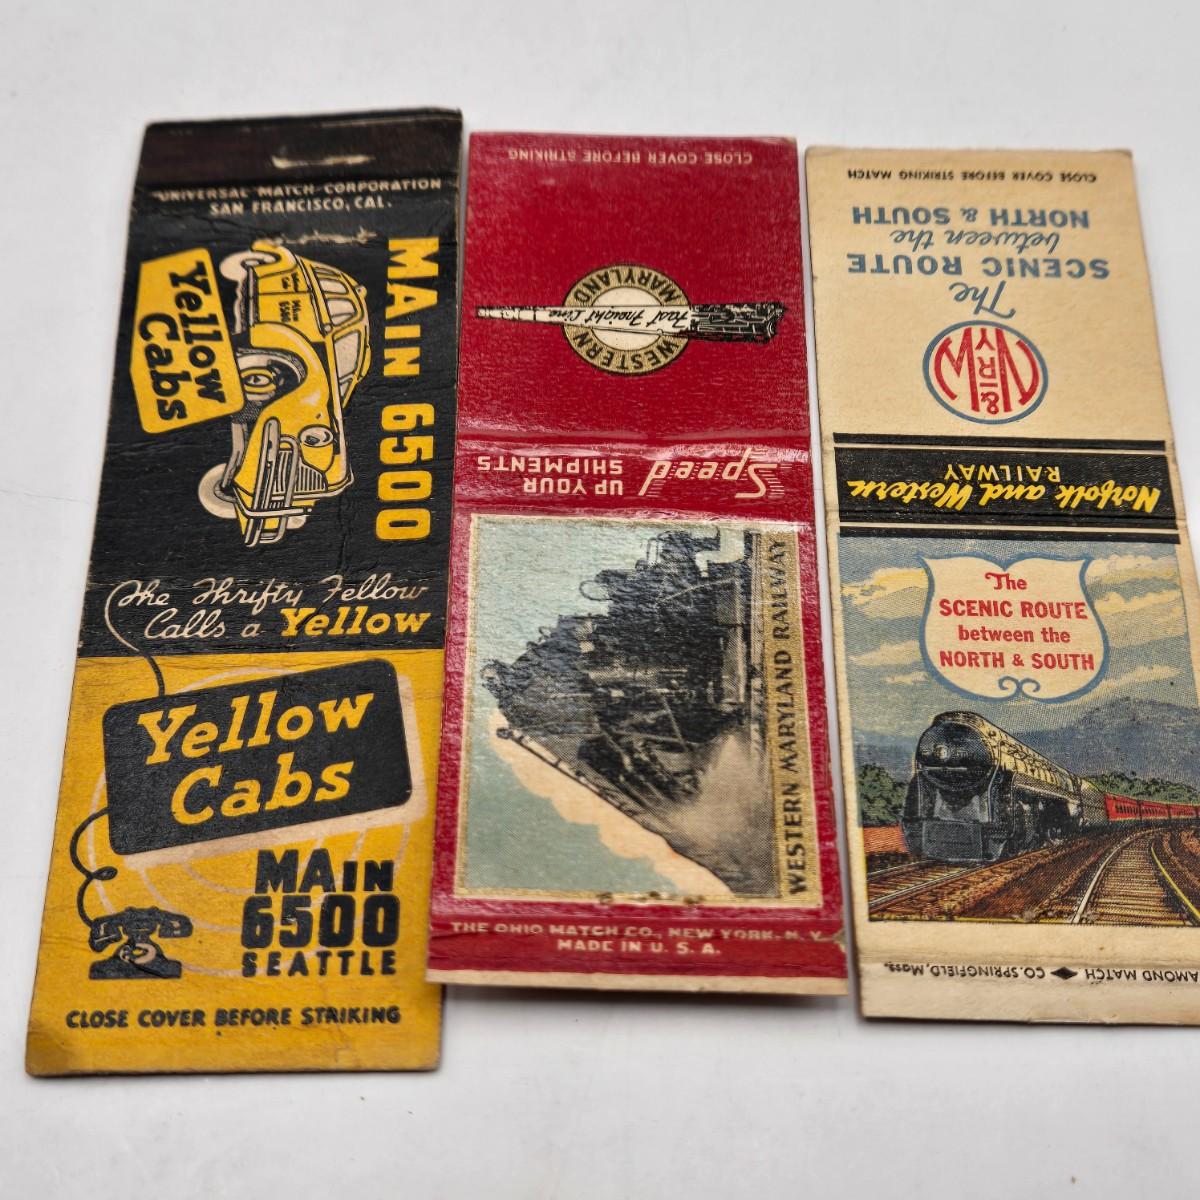 UNIVERSAL MATCH CORPORATION
SAN FRANCISCO, CAL.
Yellow
Cabs
MAIN 6500
The Thrifty Fellow
Calls a Yellow
Yellow
Cabs
MAIN
6500
SEATTLE
CLOSE COVER BEFORE STRIKING
CLOSE COVER BEFORE STRIKING
WESTERN
MARYLAND
Fast Freight Line
Speed
UP YOUR
SHIPMENTS
WESTERN MARYLAND RAILWAY
THE OHIO MATCH CO., NEW YORK, N.Y.
MADE IN U.S.A.
CLOSE COVER BEFORE STRIKING MATCH
The
SCENIC ROUTE
between the
NORTH & SOUTH
N&W
RY
Norfolk and Western
RAILWAY
The
SCENIC ROUTE
between the
NORTH & SOUTH
AMOND MATCH CO. SPRINGFIELD, Mass.